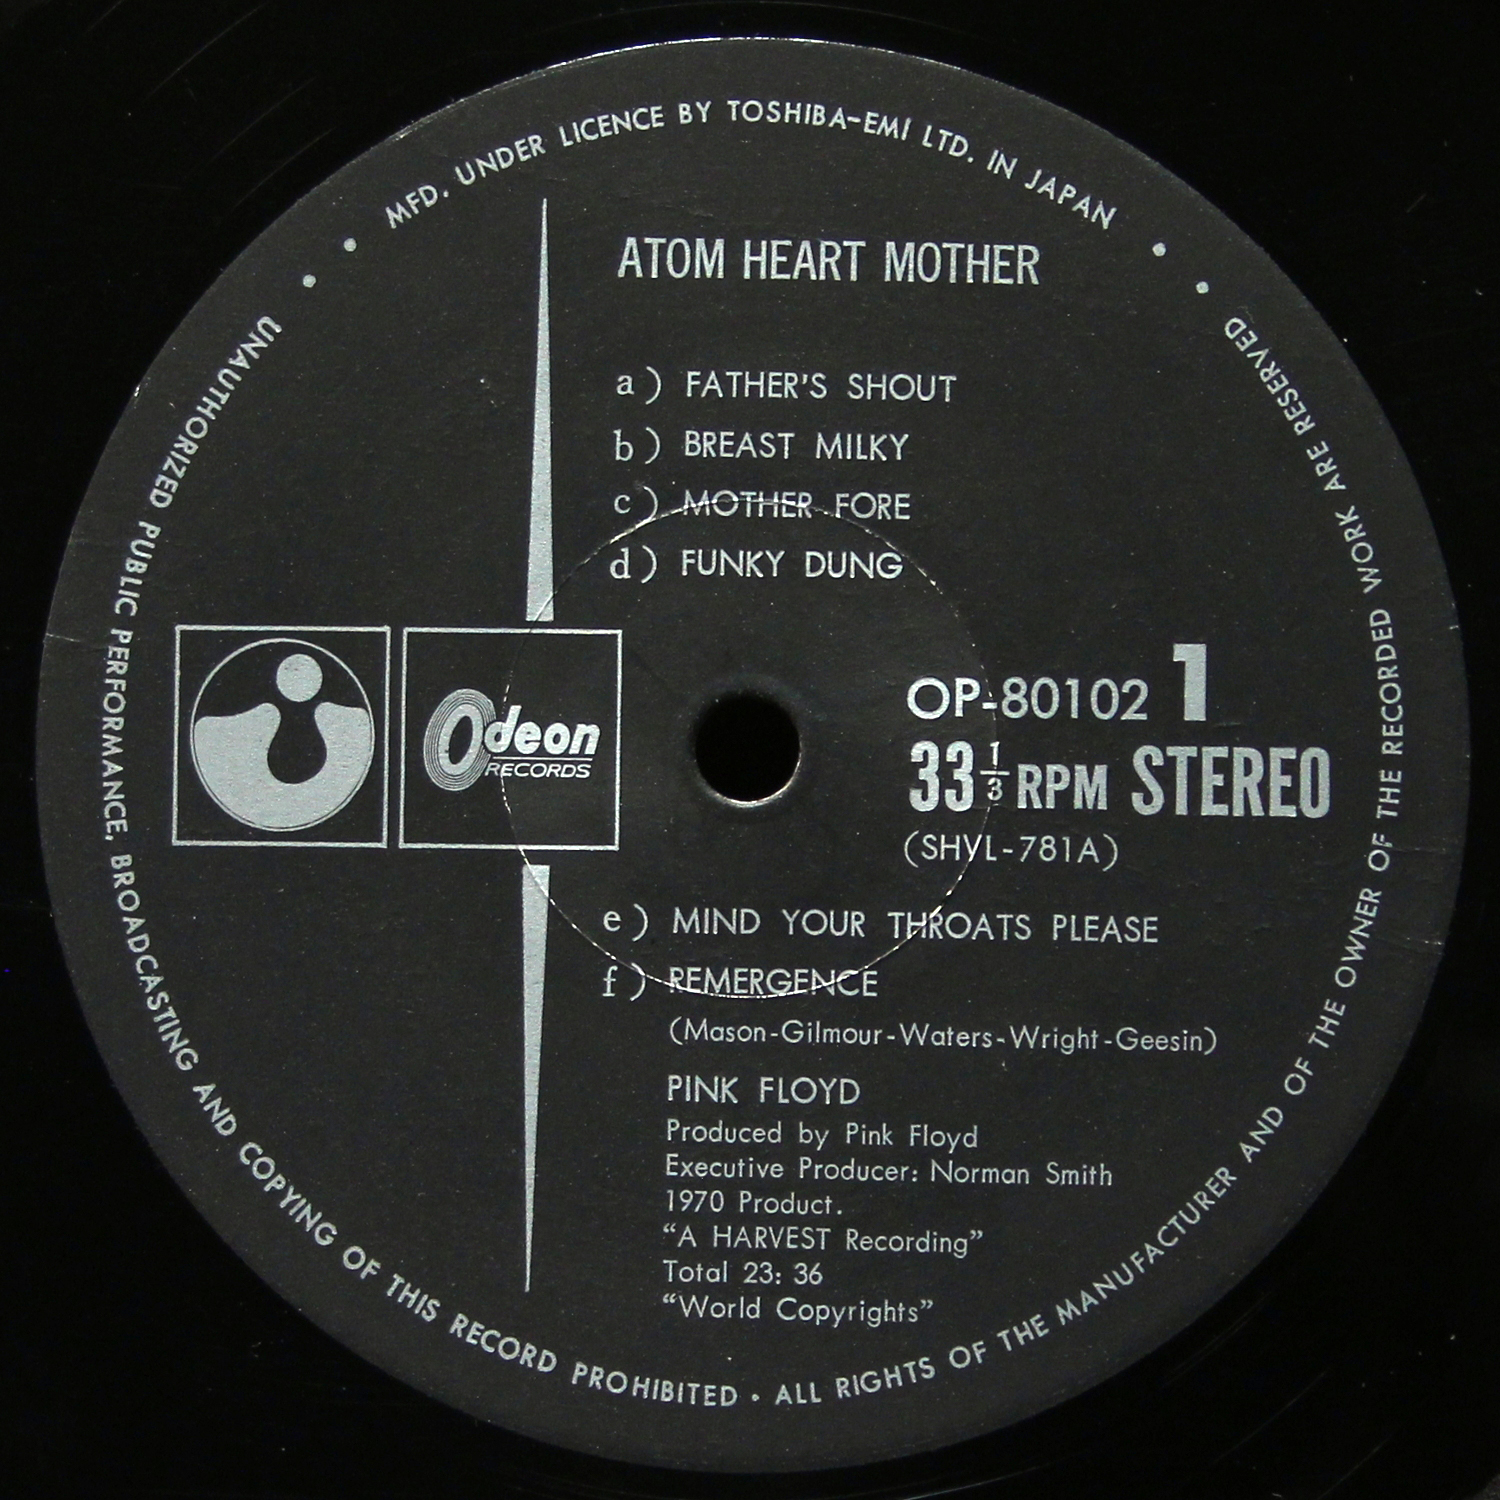 MFD. UNDER LICENCE BY TOSHIBA-EMI LTD. IN JAPAN
ATOM HEART MOTHER
a) FATHER'S SHOUT
b) BREAST MILKY
c) MOTHER FORE
d) FUNKY DUNG
Odeon
RECORDS
OP-80102 1
33 1/3 RPM STEREO
(SHVL-781A)
e) MIND YOUR THROATS PLEASE
f) REMERGENCE
(Mason-Gilmour-Waters-Wright-Geesin)
PINK FLOYD
Produced by Pink Floyd
Executive Producer: Norman Smith
1970 Product.
“A HARVEST Recording”
Total 23: 36
“World Copyrights”
UNAUTHORIZED PUBLIC PERFORMANCE, BROADCASTING AND COPYING OF THIS RECORD PROHIBITED • ALL RIGHTS OF THE MANUFACTURER AND OF THE OWNER OF THE RECORDED WORK ARE RESERVED